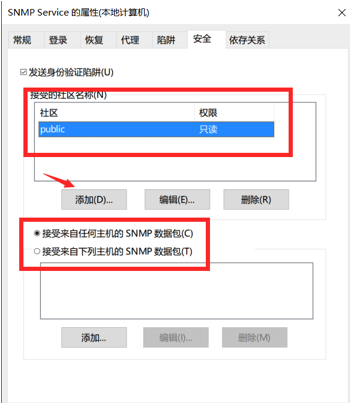 SNMP Service 的属性(本地计算机)
常规 登录 恢复 代理 陷阱 安全 依存关系
发送身份验证陷阱(U)
接受的社区名称(N)
社区 权限
public 只读
添加(D)... 编辑(E)... 删除(R)
接受来自任何主机的 SNMP 数据包(C)
接受来自下列主机的 SNMP 数据包(T)
添加... 编辑(I)... 删除(M)